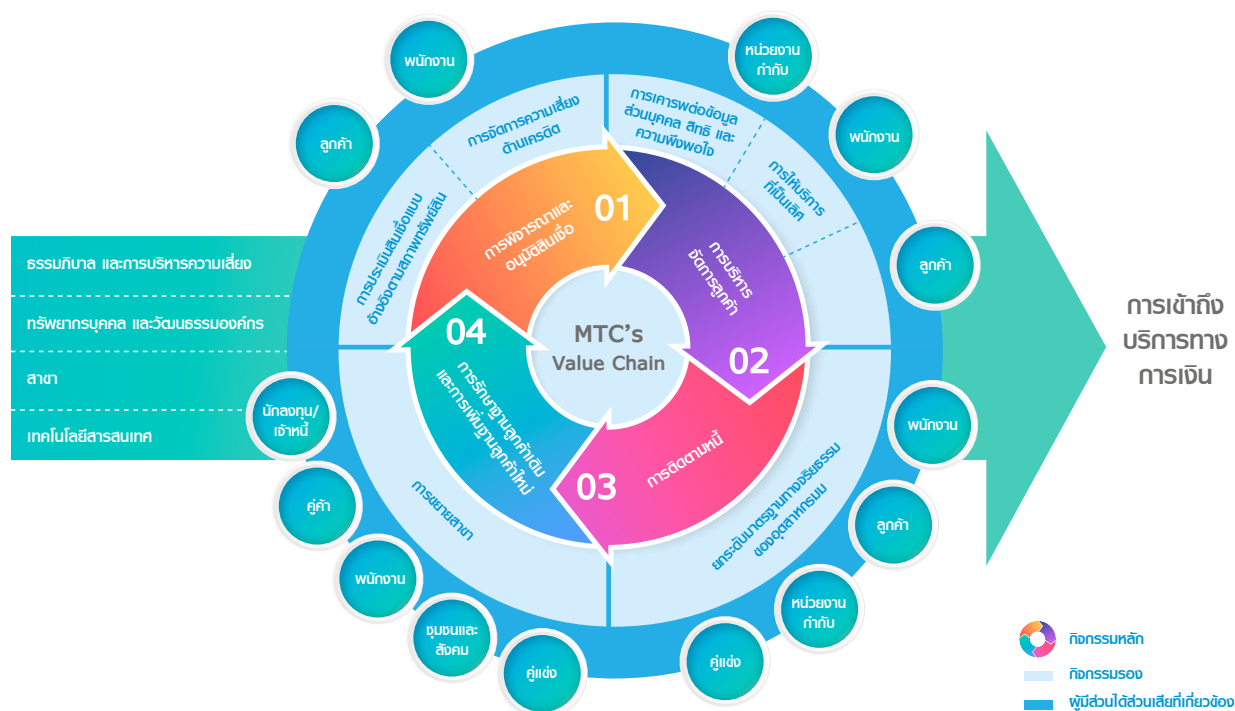 พนักงาน
ลูกค้า
หน่วยงาน
กำกับ
พนักงาน
ลูกค้า
การจัดการความเสี่ยง
ด้านเครดิต
การประเมินสินเชื่อแบบ
อ้างอิงตามสภาพทรัพย์สิน
การเคารพต่อข้อมูล
ส่วนบุคคล สิทธิ และ
ความพึงพอใจ
การให้บริการ
ที่เป็นเลิศ
การพิจารณาและ
อนุมัติสินเชื่อ
01
การบริหาร
จัดการลูกค้า
02
ธรรมภิบาล และการบริหารความเสี่ยง
ทรัพยากรบุคคล และวัฒนธรรมองค์กร
สาขา
เทคโนโลยีสารสนเทศ
MTC's
Value Chain
การเข้าถึง
บริการทาง
การเงิน
04
การรักษาฐานลูกค้าเดิม
และการเพิ่มฐานลูกค้าใหม่
03
การติดตามหนี้
การขยายสาขา
ยกระดับมาตรฐานทางจริยธรรม
ของอุตสาหกรมม
นักลงทุน/
เจ้าหนี้
คู่ค้า
พนักงาน
ชุมชนและ
สังคม
คู่แข่ง
พนักงาน
ลูกค้า
หน่วยงาน
กำกับ
คู่แข่ง
กิจกรรมหลัก
กิจกรรมรอง
ผู้มีส่วนได้ส่วนเสียที่เกี่ยวข้อง